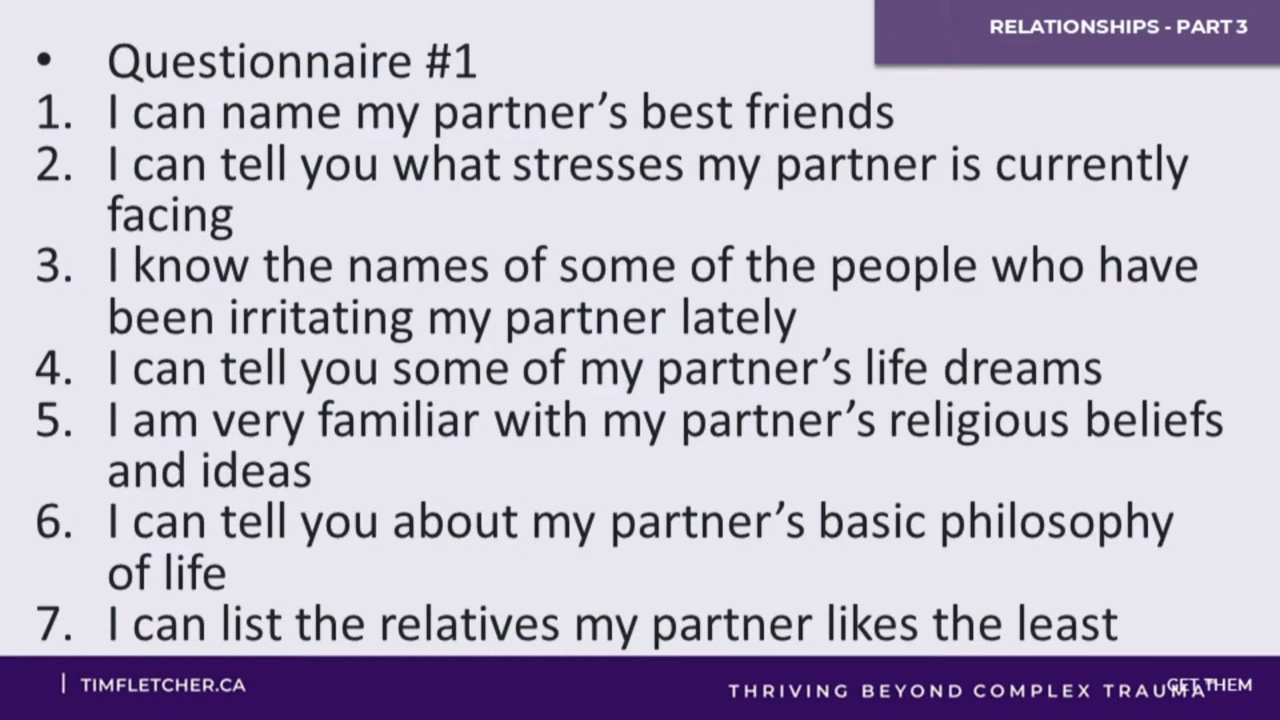 RELATIONSHIPS - PART 3
• Questionnaire #1
1. I can name my partner’s best friends
2. I can tell you what stresses my partner is currently
facing
3. I know the names of some of the people who have
been irritating my partner lately
4. I can tell you some of my partner’s life dreams
5. I am very familiar with my partner’s religious beliefs
and ideas
6. I can tell you about my partner’s basic philosophy
of life
7. I can list the relatives my partner likes the least
| TIMFLETCHER.CA
THRIVING BEYOND COMPLEX TRAUMA
GET THEM